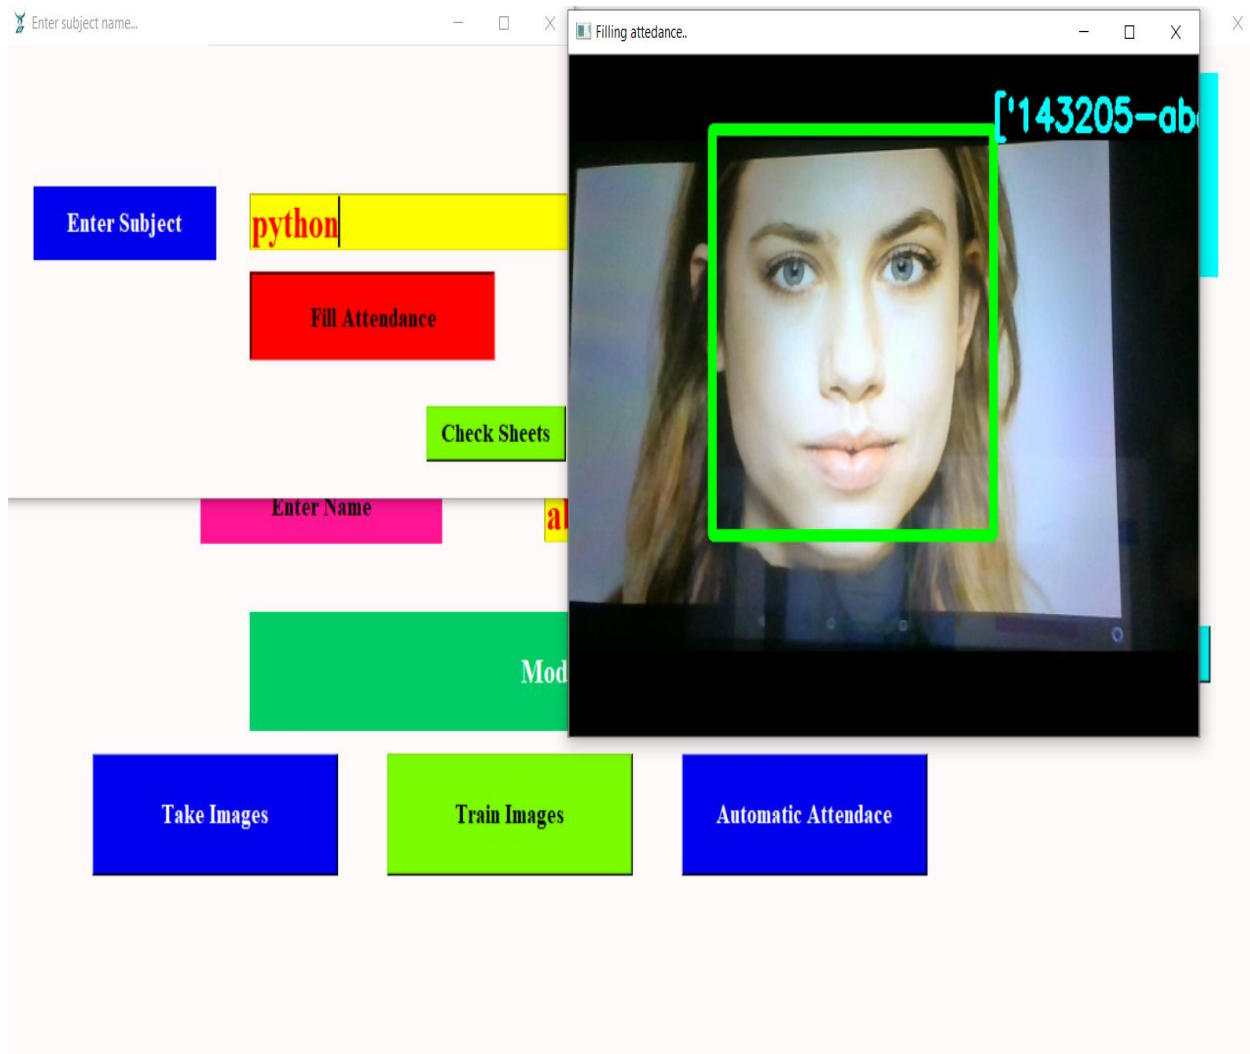 Enter subject name...
Filling attedance..
['143205-ab
Enter Subject
python
Fill Attendance
Check Sheets
Enter Name
Take Images
Train Images
Automatic Attendace